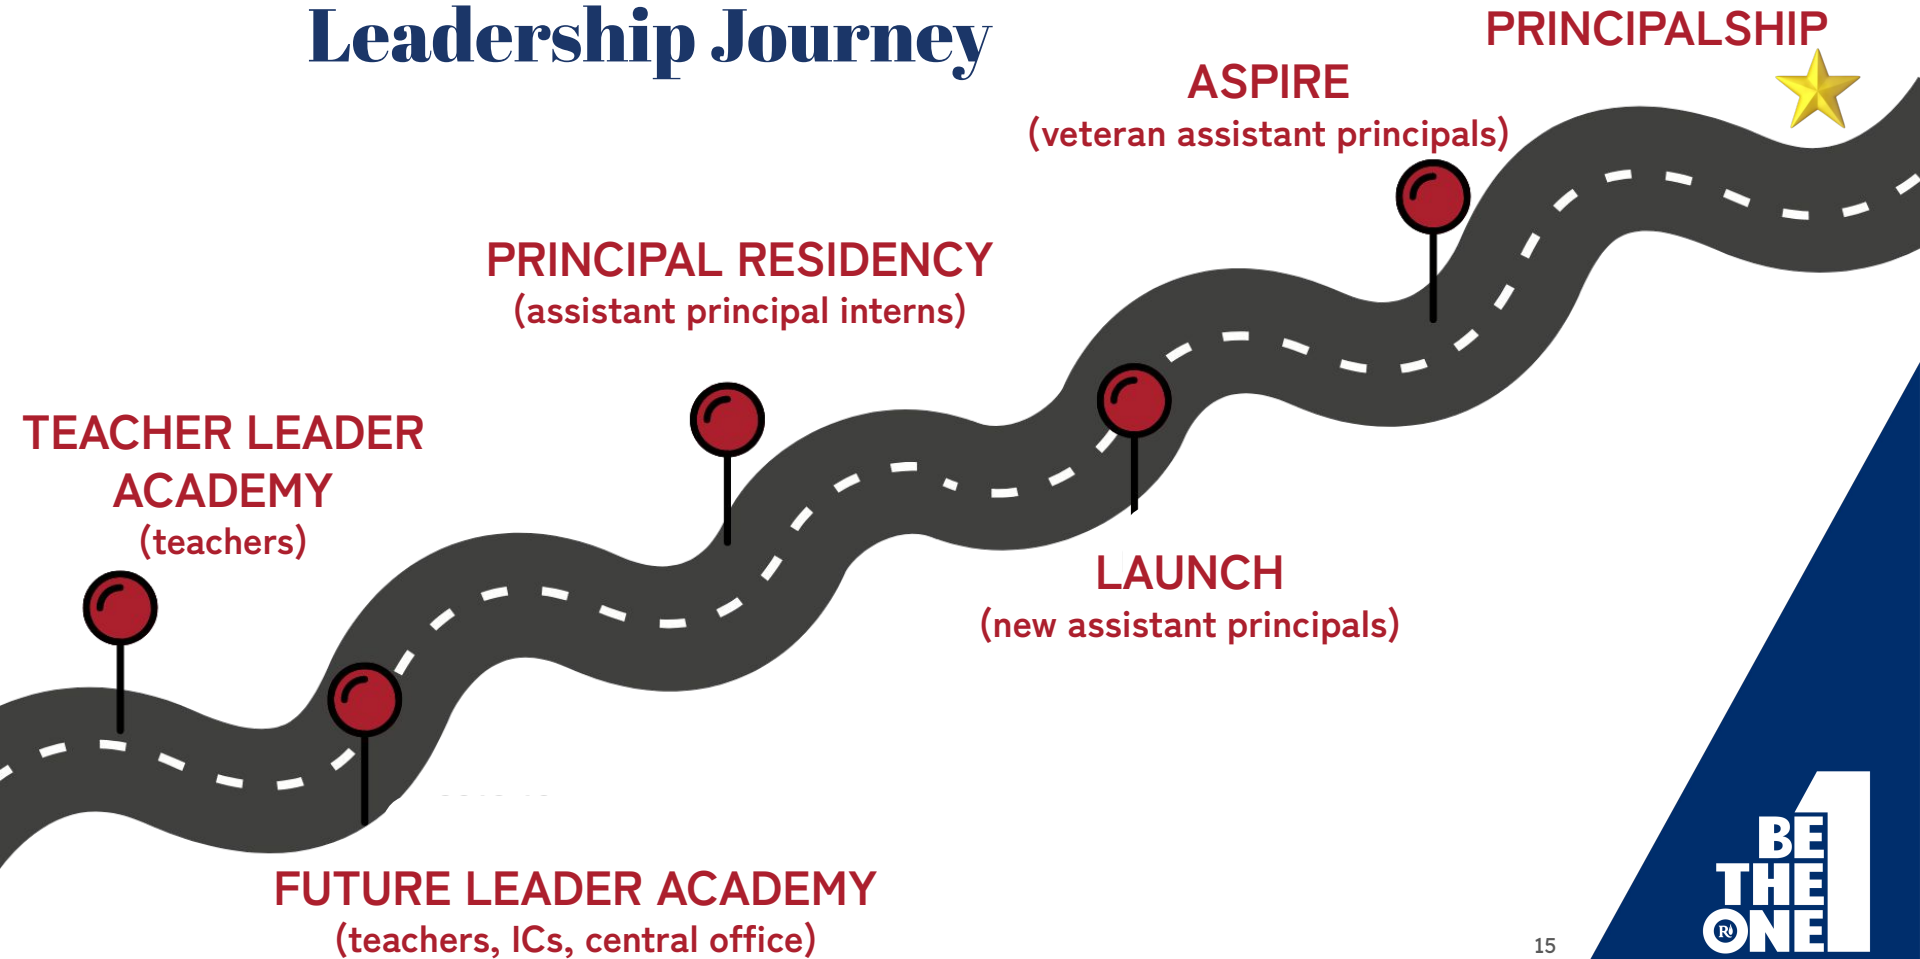 Leadership Journey
PRINCIPALSHIP
ASPIRE
(veteran assistant principals)
PRINCIPAL RESIDENCY
(assistant principal interns)
TEACHER LEADER
ACADEMY
(teachers)
LAUNCH
(new assistant principals)
FUTURE LEADER ACADEMY
(teachers, ICs, central office)
15
BE
THE
ONE
1
R